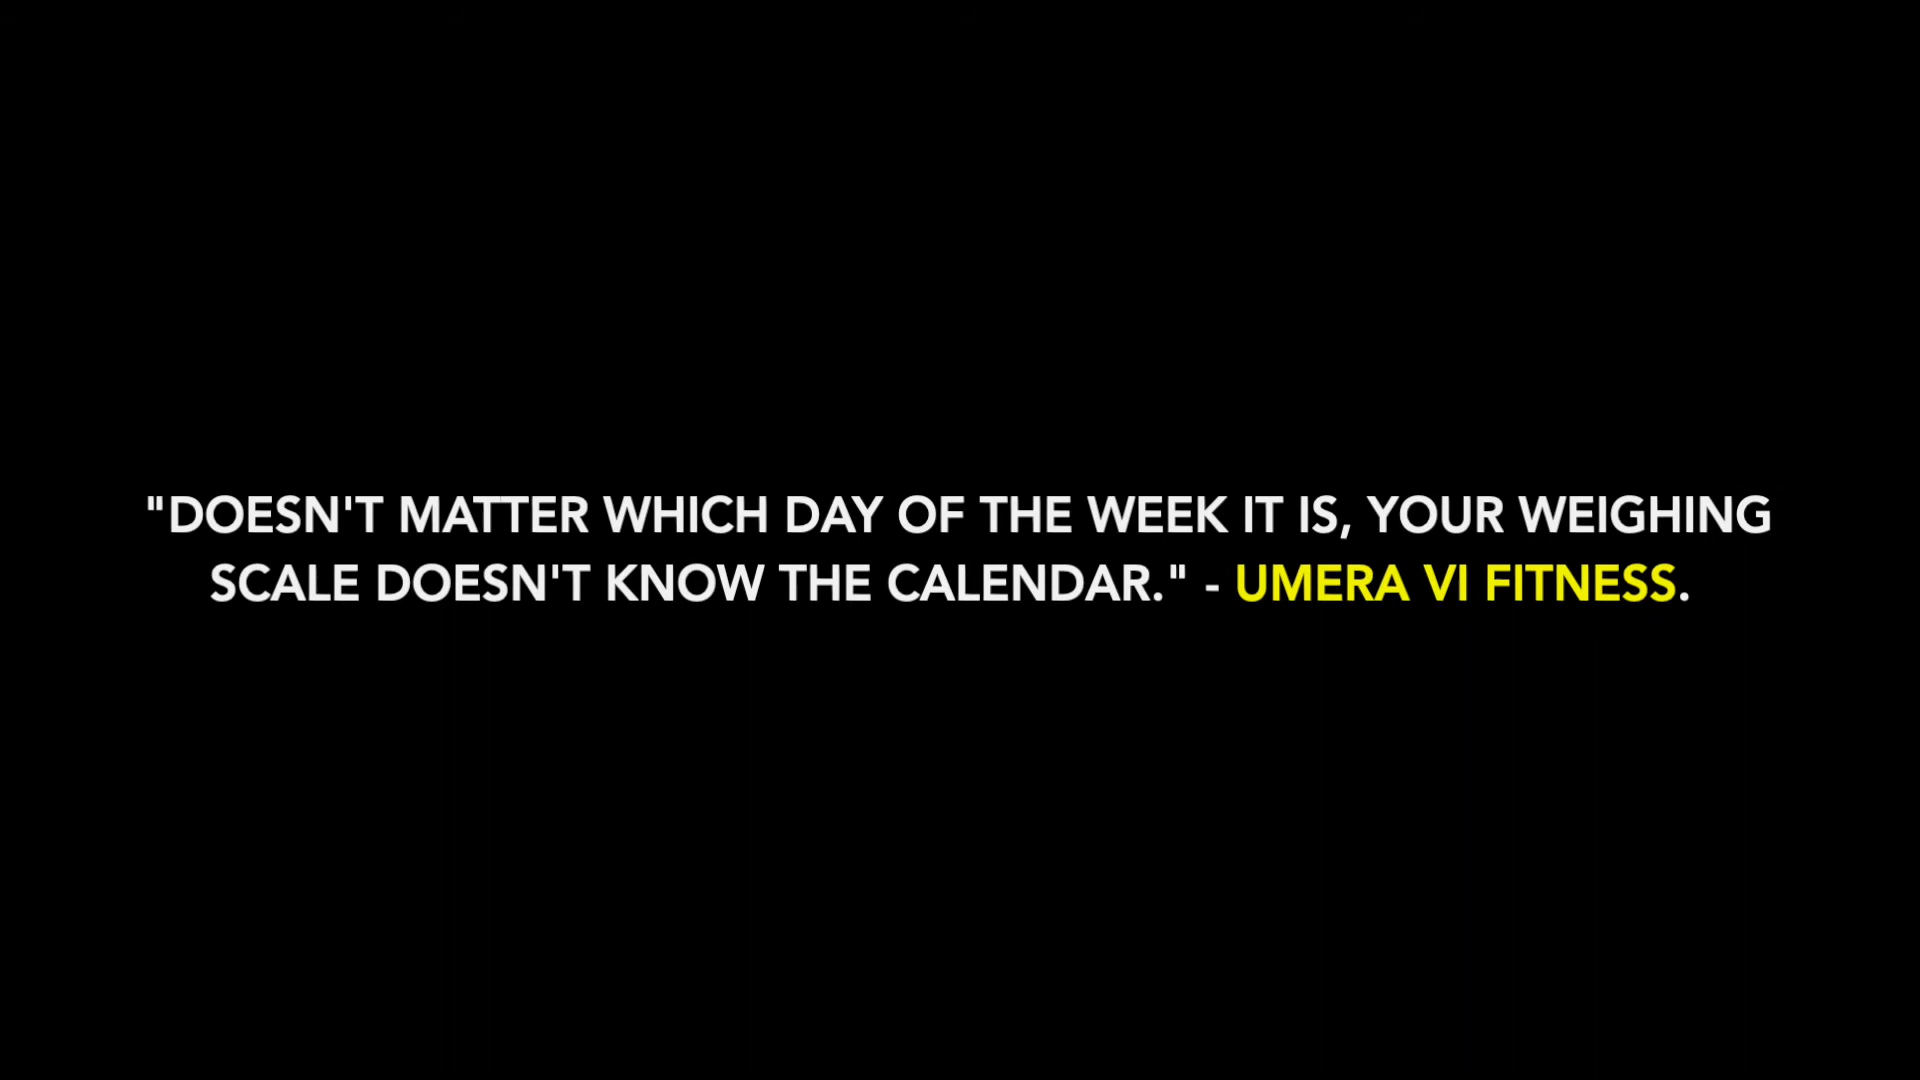 "DOESN'T MATTER WHICH DAY OF THE WEEK IT IS, YOUR WEIGHING
SCALE DOESN'T KNOW THE CALENDAR." - UMERA VI FITNESS.